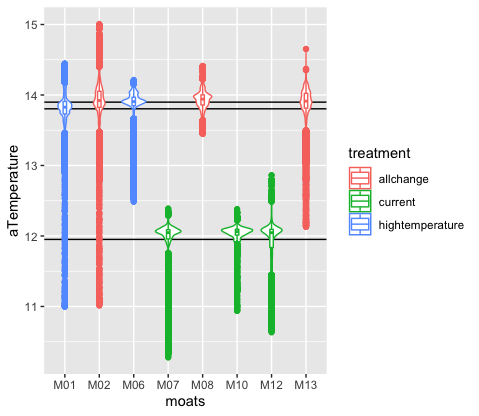 15
14
13
12
11
aTemperature
M01 M02 M06 M07 M08 M10 M12 M13
moats
treatment
allchange
current
hightemperature